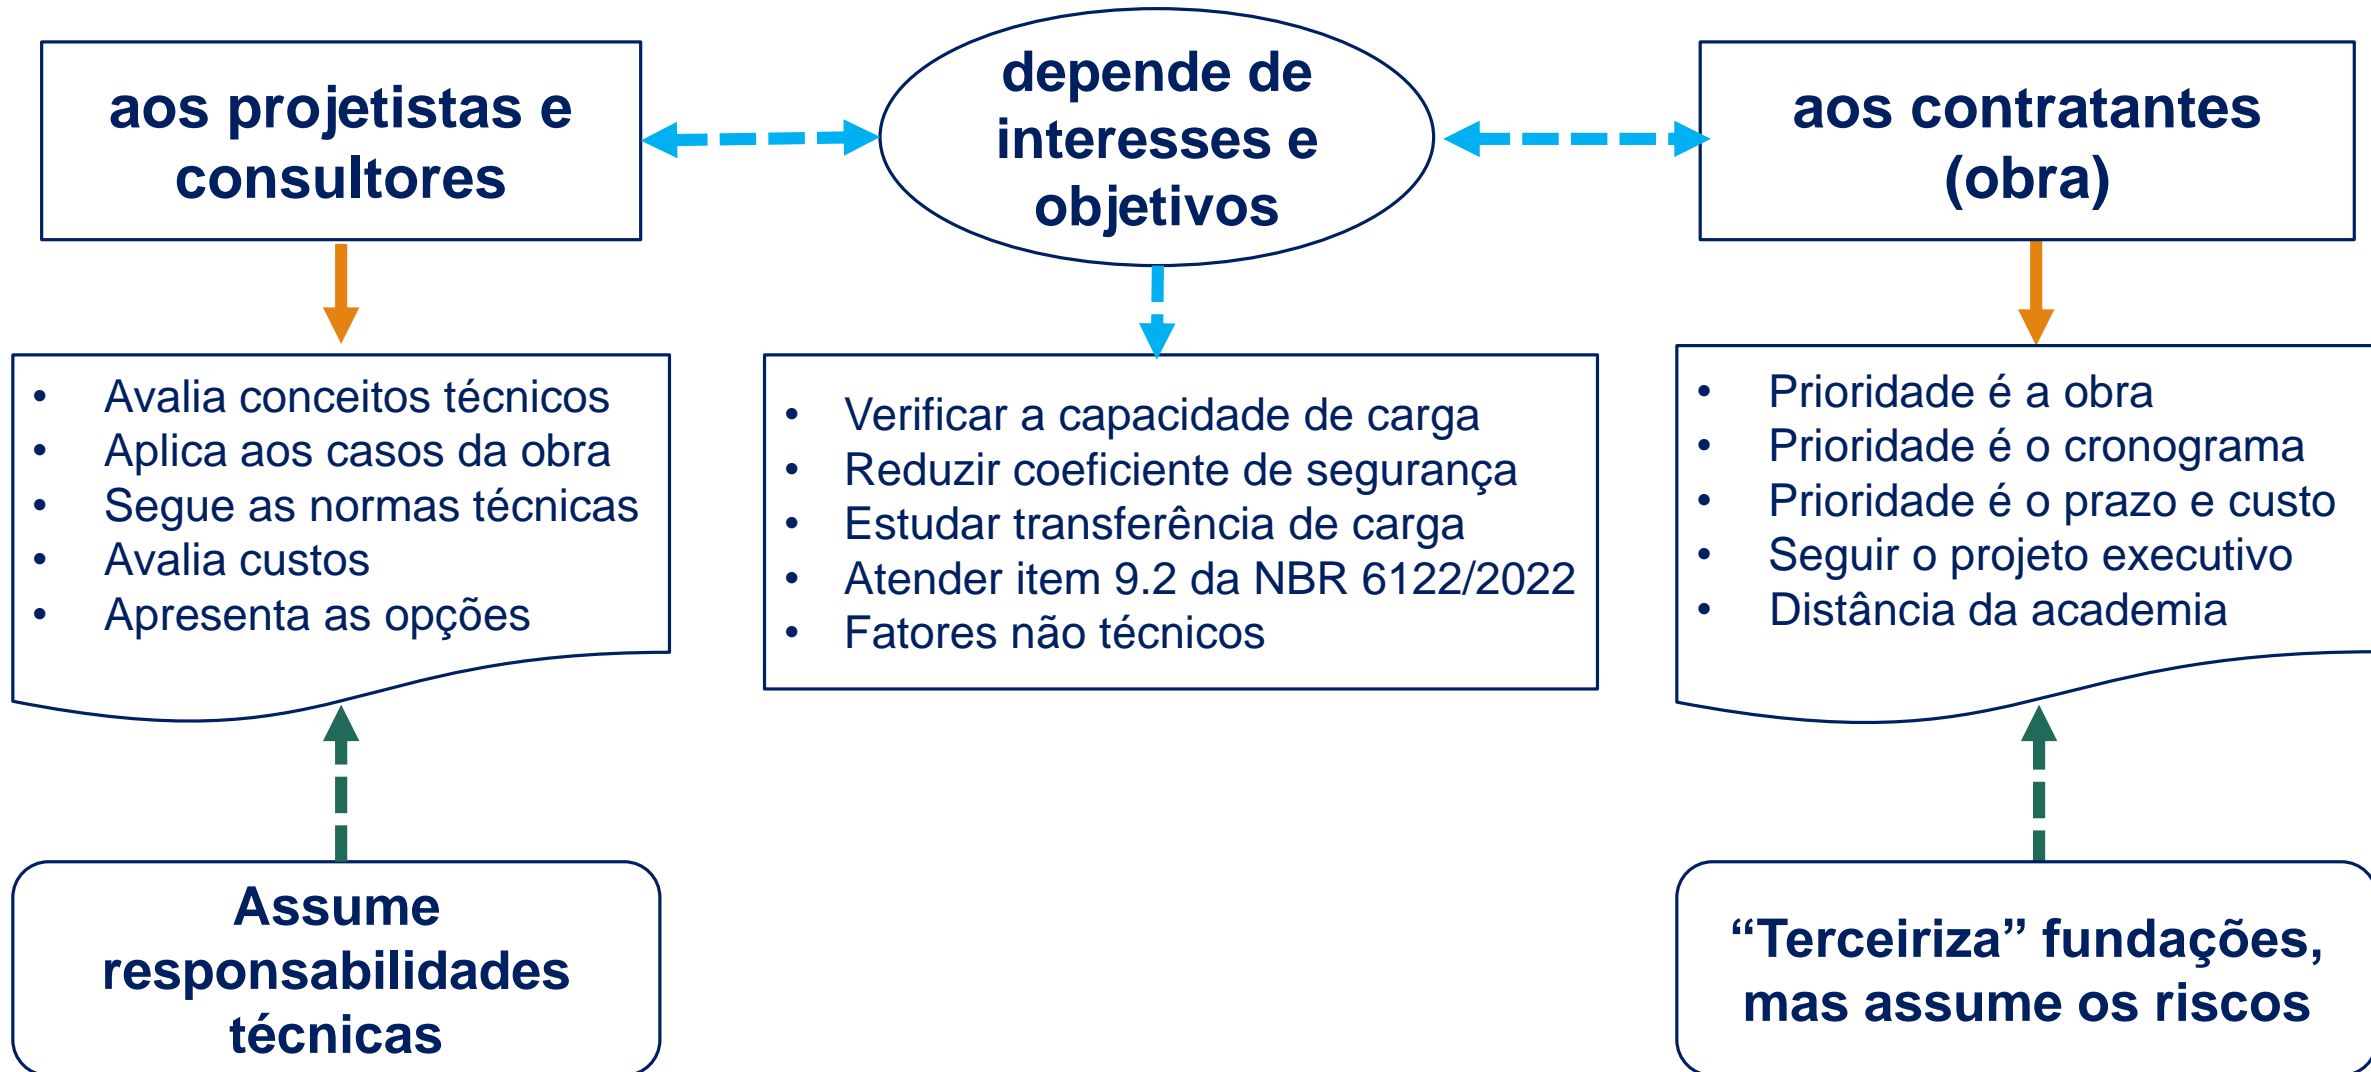 aos projetistas e
consultores
depende de
interesses e
objetivos
aos contratantes
(obra)
• Avalia conceitos técnicos
• Aplica aos casos da obra
• Segue as normas técnicas
• Avalia custos
• Apresenta as opções
• Verificar a capacidade de carga
• Reduzir coeficiente de segurança
• Estudar transferência de carga
• Atender item 9.2 da NBR 6122/2022
• Fatores não técnicos
• Prioridade é a obra
• Prioridade é o cronograma
• Prioridade é o prazo e custo
• Seguir o projeto executivo
• Distância da academia
Assume
responsabilidades
técnicas
“Terceiriza” fundações,
mas assume os riscos